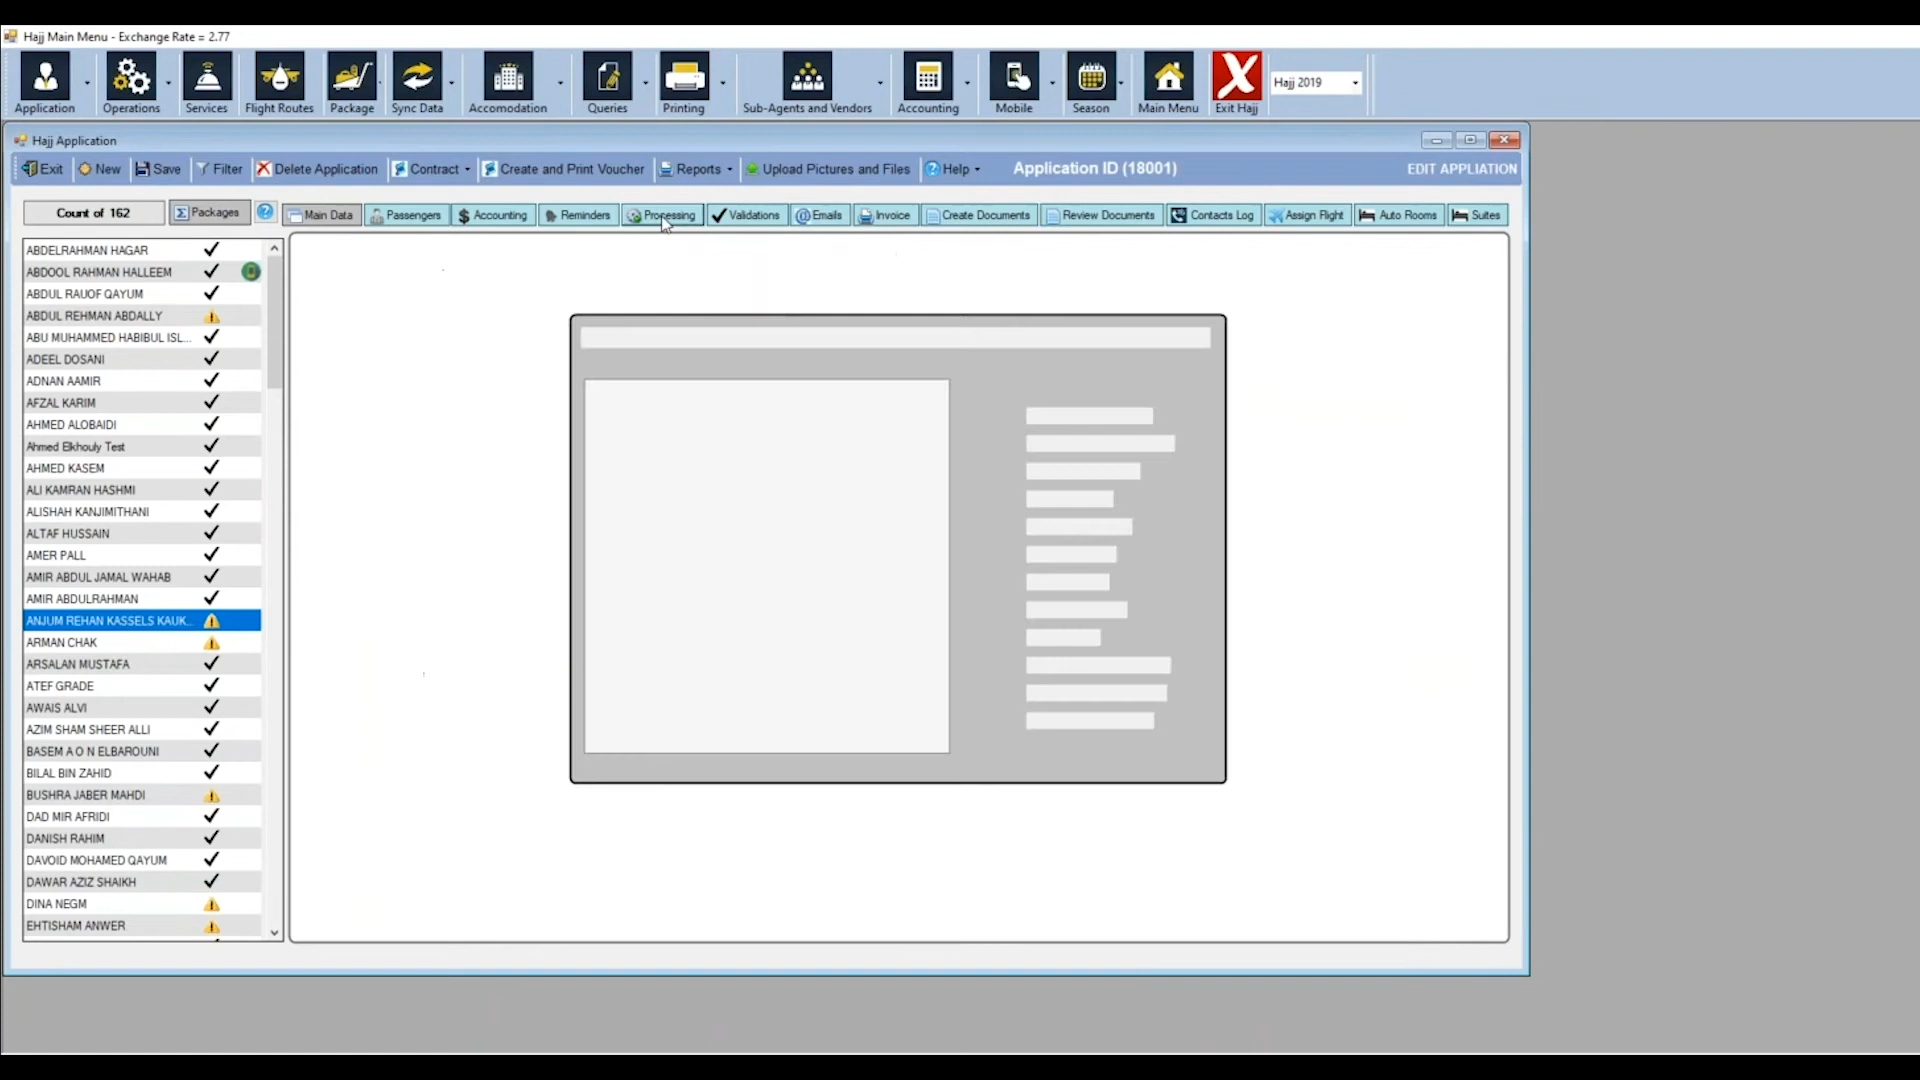 Hajj Main Menu - Exchange Rate = 2.77
Application
Operations
Services
Flight Routes
Package
Sync Data
Accomodation
Queries
Printing
Sub-Agents and Vendors
Accounting
Mobile
Season
Main Menu
Exit Hajj
Hajj 2019
Hajj Application
Exit
New
Save
Filter
Delete Application
Contract
Create and Print Voucher
Reports
Upload Pictures and Files
Help
Application ID (18001)
EDIT APPLIATION
Count of 162
Packages
Main Data
Passengers
Accounting
Reminders
Processing
Validations
Emails
Invoice
Create Documents
Review Documents
Contacts Log
Assign Flight
Auto Rooms
Suites
ABDELRAHMAN HAGAR
ABDOOL RAHMAN HALLEEM
ABDUL RAUOF QAYUM
ABDUL REHMAN ABDALLY
ABU MUHAMMED HABIBUL ISL...
ADEEL DOSANI
ADNAN AAMIR
AFZAL KARIM
AHMED ALOBAIDI
Ahmed Elkhouly Test
AHMED KASEM
ALI KAMRAN HASHMI
ALISHAH KANJIMITHANI
ALTAF HUSSAIN
AMER PALL
AMIR ABDUL JAMAL WAHAB
AMIR ABDULRAHMAN
ANJUM REHAN KASSELS KAUK...
ARMAN CHAK
ARSALAN MUSTAFA
ATEF GRADE
AWAIS ALVI
AZIM SHAM SHEER ALLI
BASEM A O N ELBAROUNI
BILAL BIN ZAHID
BUSHRA JABER MAHDI
DAD MIR AFRIDI
DANISH RAHIM
DAVOID MOHAMED QAYUM
DAWAR AZIZ SHAIKH
DINA NEGM
EHTISHAM ANWER